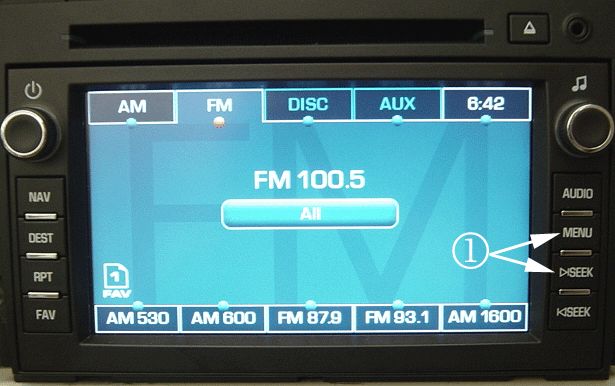 AM FM DISC AUX 6:42
NAV
DEST
RPT
FAV
FM
FM 100.5
All
1
FAV
AM 530 AM 600 FM 87.9 FM 93.1 AM 1600
AUDIO
MENU
SEEK
SEEK
①